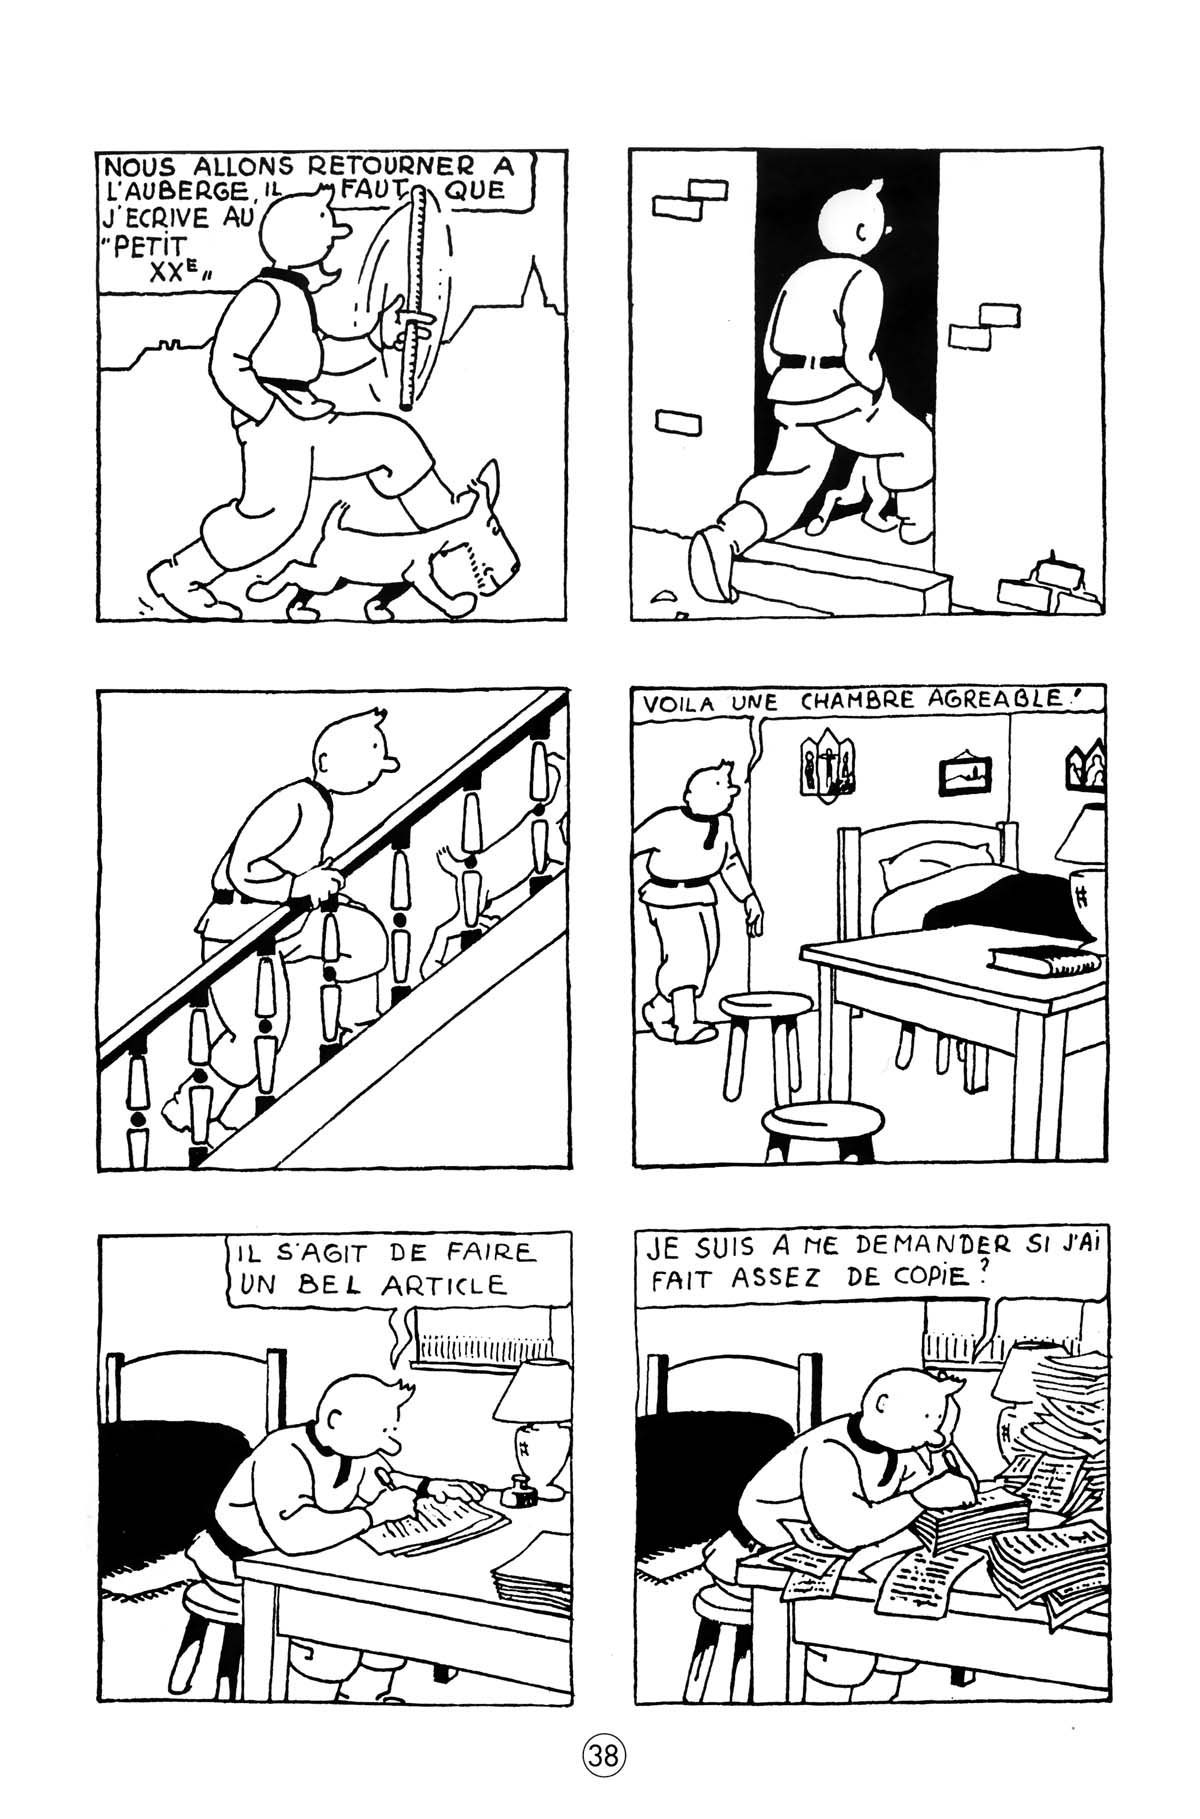 NOUS ALLONS RETOURNER A
L'AUBERGE, IL FAUT QUE
J'ECRIVE AU
"PETIT
XXE"
VOILA UNE CHAMBRE AGREABLE!
IL S'AGIT DE FAIRE
UN BEL ARTICLE
JE SUIS A ME DEMANDER SI J'AI
FAIT ASSEZ DE COPIE?
38